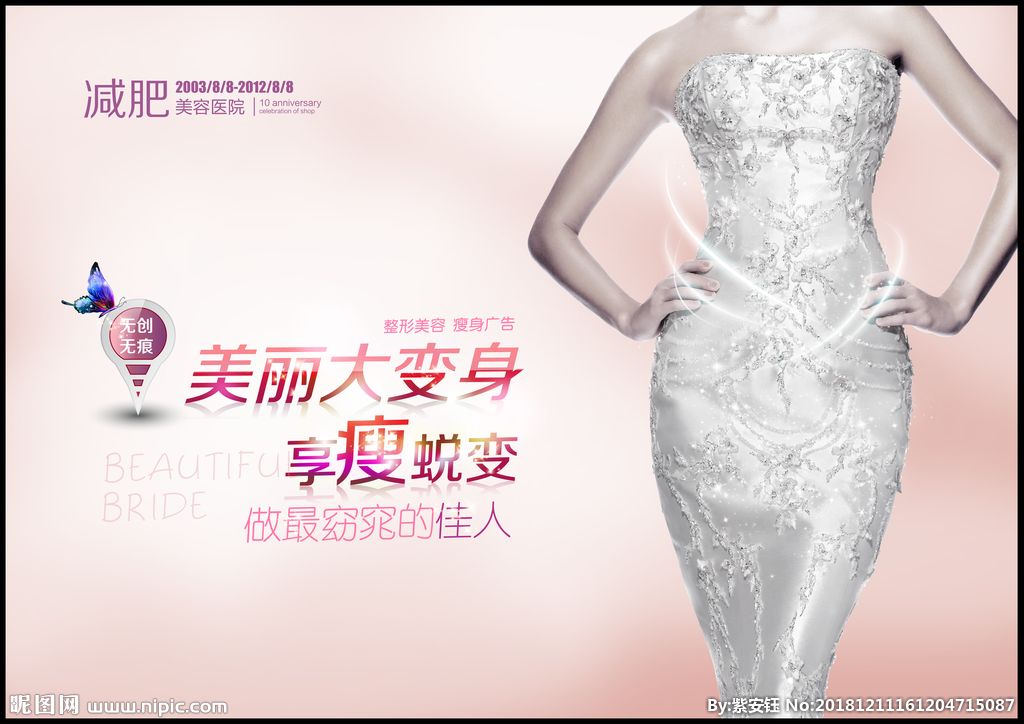 减肥 2003/8/8-2012/8/8
美容医院 10 anniversary
celebration of shop
无创
无痕
整形美容 瘦身广告
美丽大变身
享瘦蜕变
BEAUTIFU
BRIDE
做最窈窕的佳人
昵图网 www.nipic.com
By:紫安钰 No:20181211161204715087